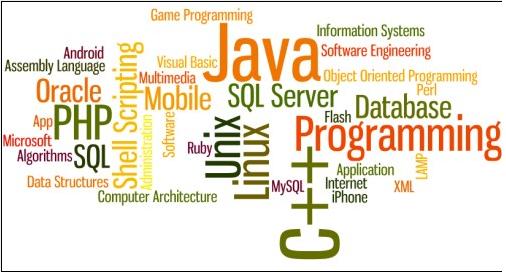 Game Programming
Java
Information Systems
Android
Software Engineering
Assembly Language
Visual Basic
Multimedia
Object Oriented Programming
Oracle
Shell Scripting
Mobile
SQL Server
Perl
Database
App
PHP
Administration
Software
Unix
Linux
Flash
Programming
Microsoft
Algorithms
SQL
Ruby
LAMP
Data Structures
MySQL
C++
Application
Internet
XML
Computer Architecture
iPhone